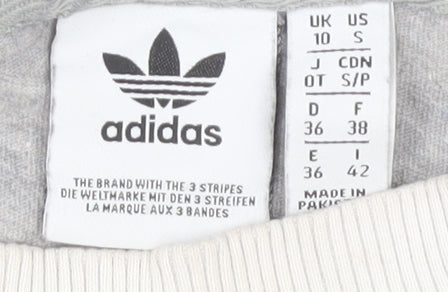 adidas
THE BRAND WITH THE 3 STRIPES
DIE WELTMARKE MIT DEN 3 STREIFEN
LA MARQUE AUX 3 BANDES
UK US
10 S
J CDN
OT S/P
D F
36 38
E I
36 42
MADE IN